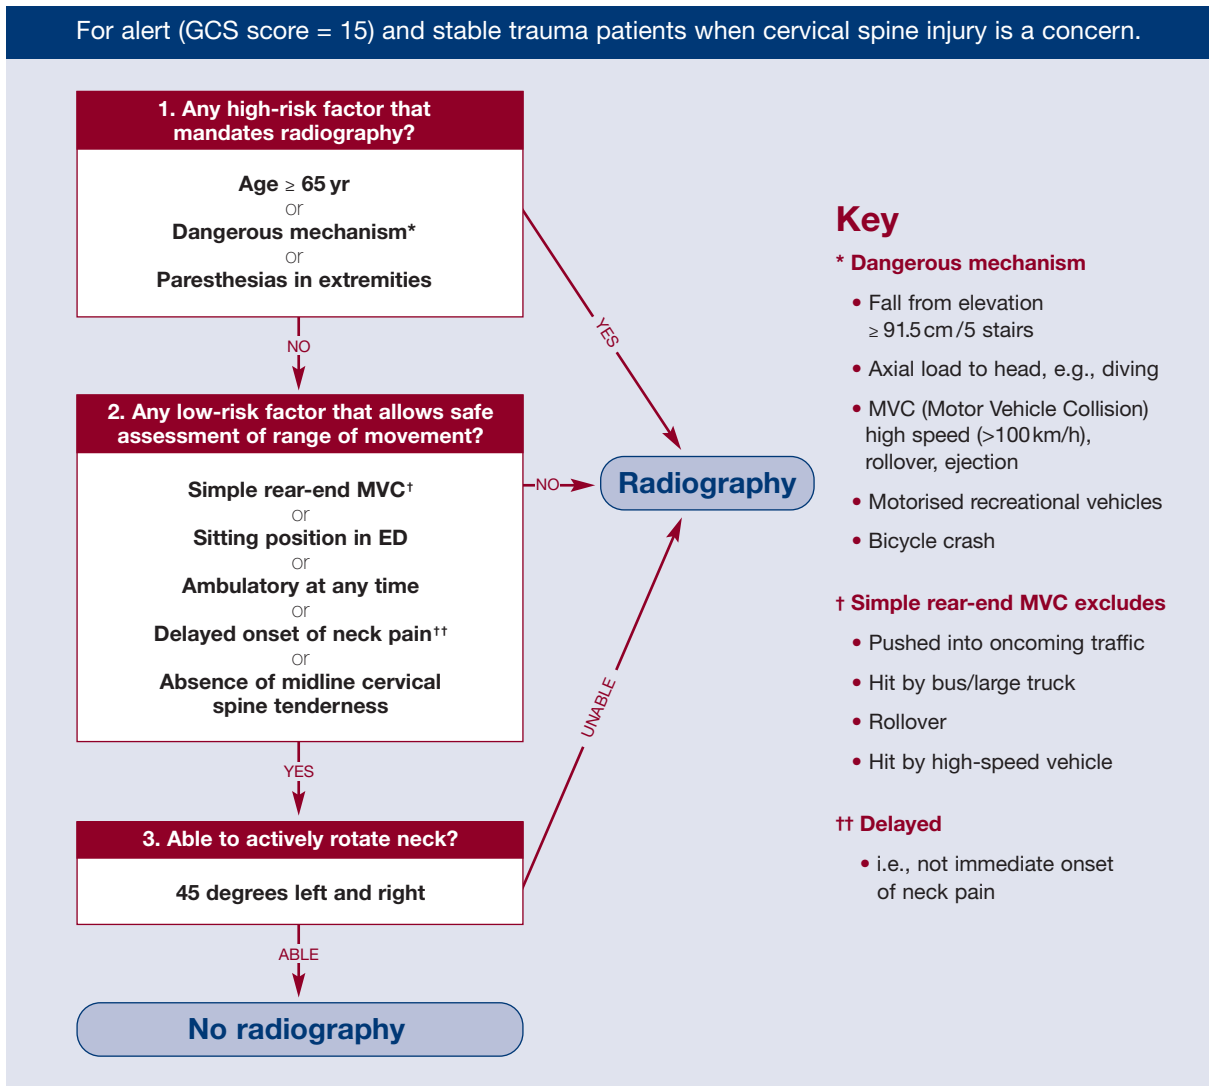 For alert (GCS score = 15) and stable trauma patients when cervical spine injury is a concern.
1. Any high-risk factor that
mandates radiography?
Age ≥ 65 yr
or
Dangerous mechanism*
or
Paresthesias in extremities
YES
NO
2. Any low-risk factor that allows safe
assessment of range of movement?
Simple rear-end MVC†
or
Sitting position in ED
or
Ambulatory at any time
or
Delayed onset of neck pain††
or
Absence of midline cervical
spine tenderness
NO
Radiography
YES
UNABLE
3. Able to actively rotate neck?
45 degrees left and right
ABLE
No radiography
Key
* Dangerous mechanism
• Fall from elevation
≥ 91.5 cm/5 stairs
• Axial load to head, e.g., diving
• MVC (Motor Vehicle Collision)
high speed (>100 km/h),
rollover, ejection
• Motorised recreational vehicles
• Bicycle crash
† Simple rear-end MVC excludes
• Pushed into oncoming traffic
• Hit by bus/large truck
• Rollover
• Hit by high-speed vehicle
†† Delayed
• i.e., not immediate onset
of neck pain